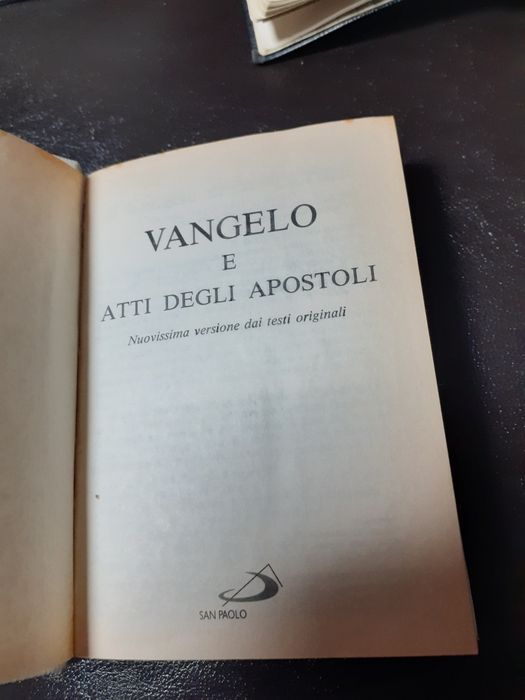 VANGELO
E
ATTI DEGLI APOSTOLI
Nuovissima versione dai testi originali
SAN PAOLO